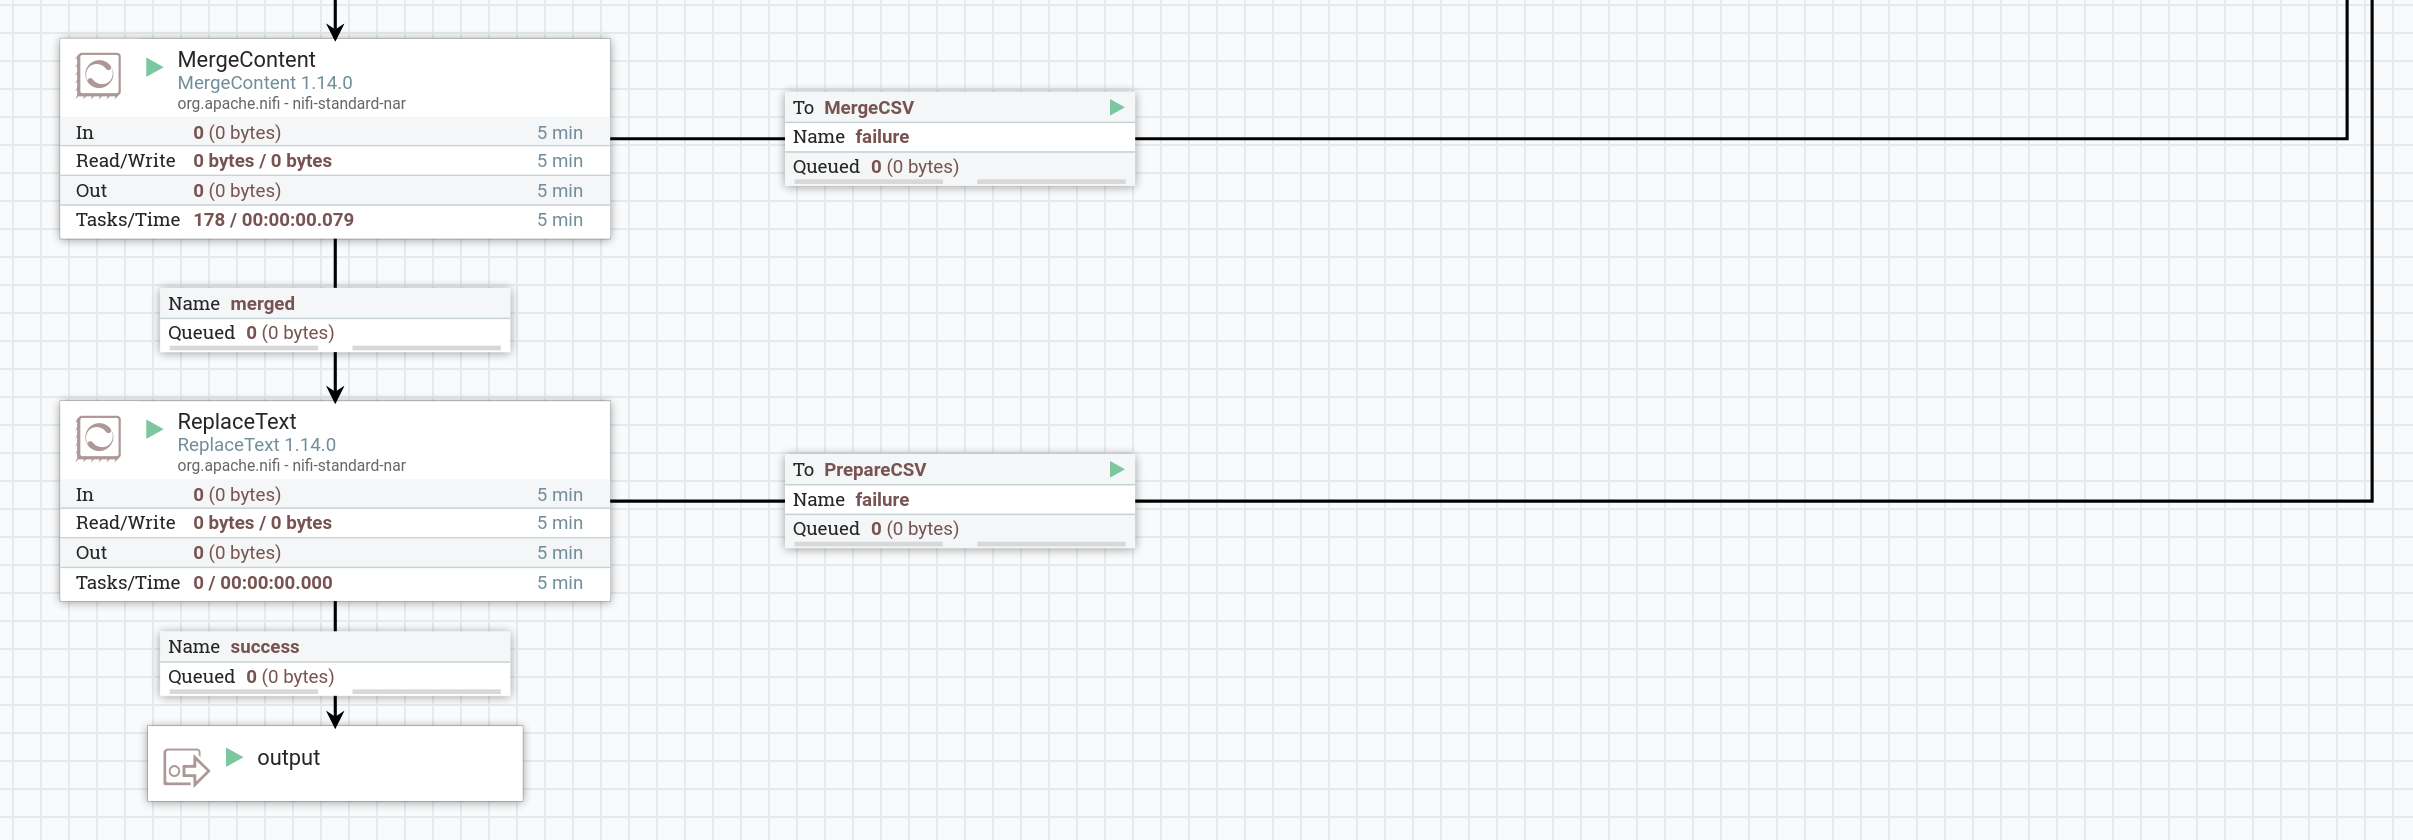 MergeContent
MergeContent 1.14.0
org.apache.nifi - nifi-standard-nar
In 0 (0 bytes) 5 min
Read/Write 0 bytes / 0 bytes 5 min
Out 0 (0 bytes) 5 min
Tasks/Time 178 / 00:00:00.079 5 min
To MergeCSV
Name failure
Queued 0 (0 bytes)
Name merged
Queued 0 (0 bytes)
ReplaceText
ReplaceText 1.14.0
org.apache.nifi - nifi-standard-nar
In 0 (0 bytes) 5 min
Read/Write 0 bytes / 0 bytes 5 min
Out 0 (0 bytes) 5 min
Tasks/Time 0 / 00:00:00.000 5 min
To PrepareCSV
Name failure
Queued 0 (0 bytes)
Name success
Queued 0 (0 bytes)
output